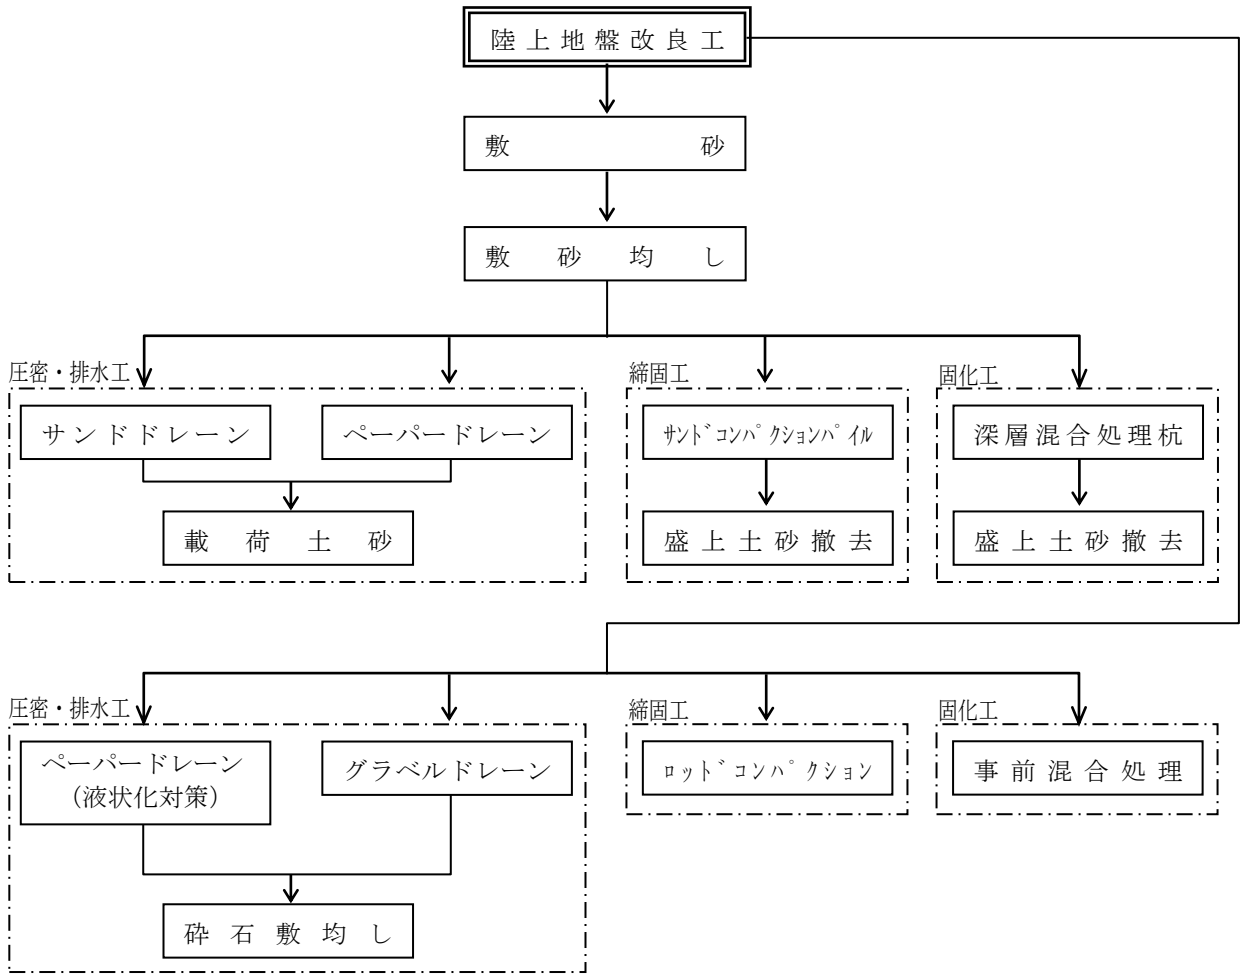 陸上地盤改良工
敷砂
敷砂均し
圧密・排水工
締固工
固化工
サンドドレーン
ペーパードレーン
ｻﾝﾄﾞｺﾝﾊﾟｸｼｮﾝﾊﾟｲﾙ
深層混合処理杭
載荷土砂
盛上土砂撤去
盛上土砂撤去
圧密・排水工
締固工
固化工
ペーパードレーン
（液状化対策）
グラベルドレーン
ﾛｯﾄﾞｺﾝﾊﾟｸｼｮﾝ
事前混合処理
砕石敷均し